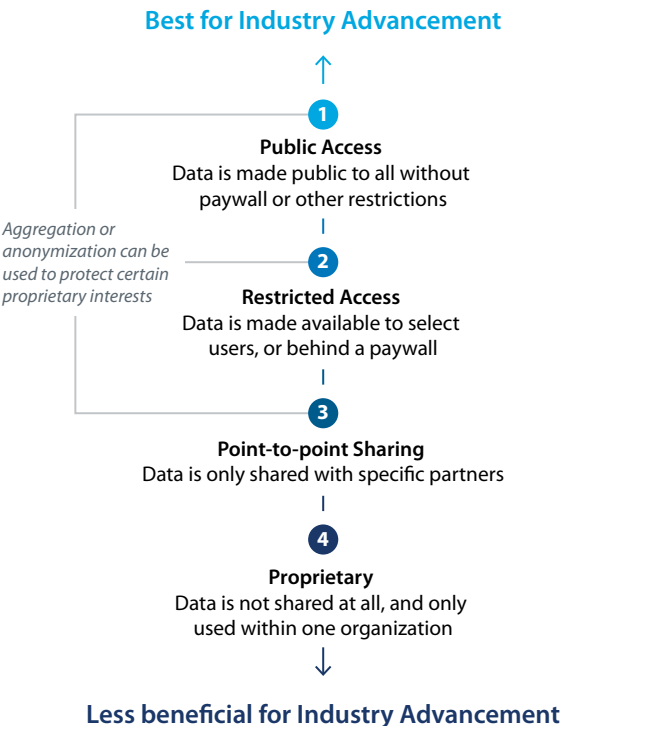 Best for Industry Advancement
1
Public Access
Data is made public to all without
paywall or other restrictions
Aggregation or
anonymization can be
used to protect certain
proprietary interests
2
Restricted Access
Data is made available to select
users, or behind a paywall
3
Point-to-point Sharing
Data is only shared with specific partners
4
Proprietary
Data is not shared at all, and only
used within one organization
Less beneficial for Industry Advancement